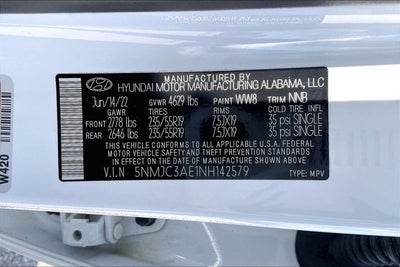 MANUFACTURED BY
HYUNDAI MOTOR MANUFACTURING ALABAMA, LLC
Jun/14/22 GVWR 4629 lbs PAINT WW8 TRIM NNB
GAWR TIRES RIMS COLD TIRE INFL
FRONT 2778 lbs 235/55R19 7.5JX19 35 psi SINGLE
REAR 2646 lbs 235/55R19 7.5JX19 35 psi SINGLE
THIS VEHICLE CONFORMS TO ALL APPLICABLE U.S.
FEDERAL MOTOR VEHICLE SAFETY
AND THEFT PREVENTION STANDARDS
IN EFFECT ON THE DATE OF MANUFACTURE SHOWN ABOVE.
V.I.N 5NMJC3AE1NH142579 TYPE: MPV
W420